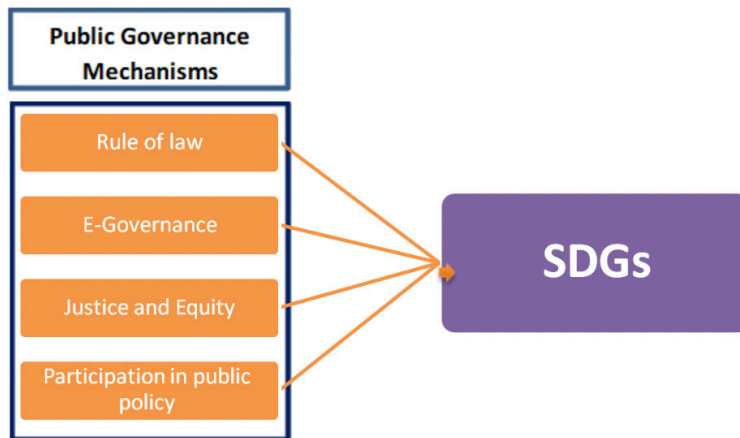 Public Governance
Mechanisms
Rule of law
E-Governance
Justice and Equity
Participation in public
policy
SDGs